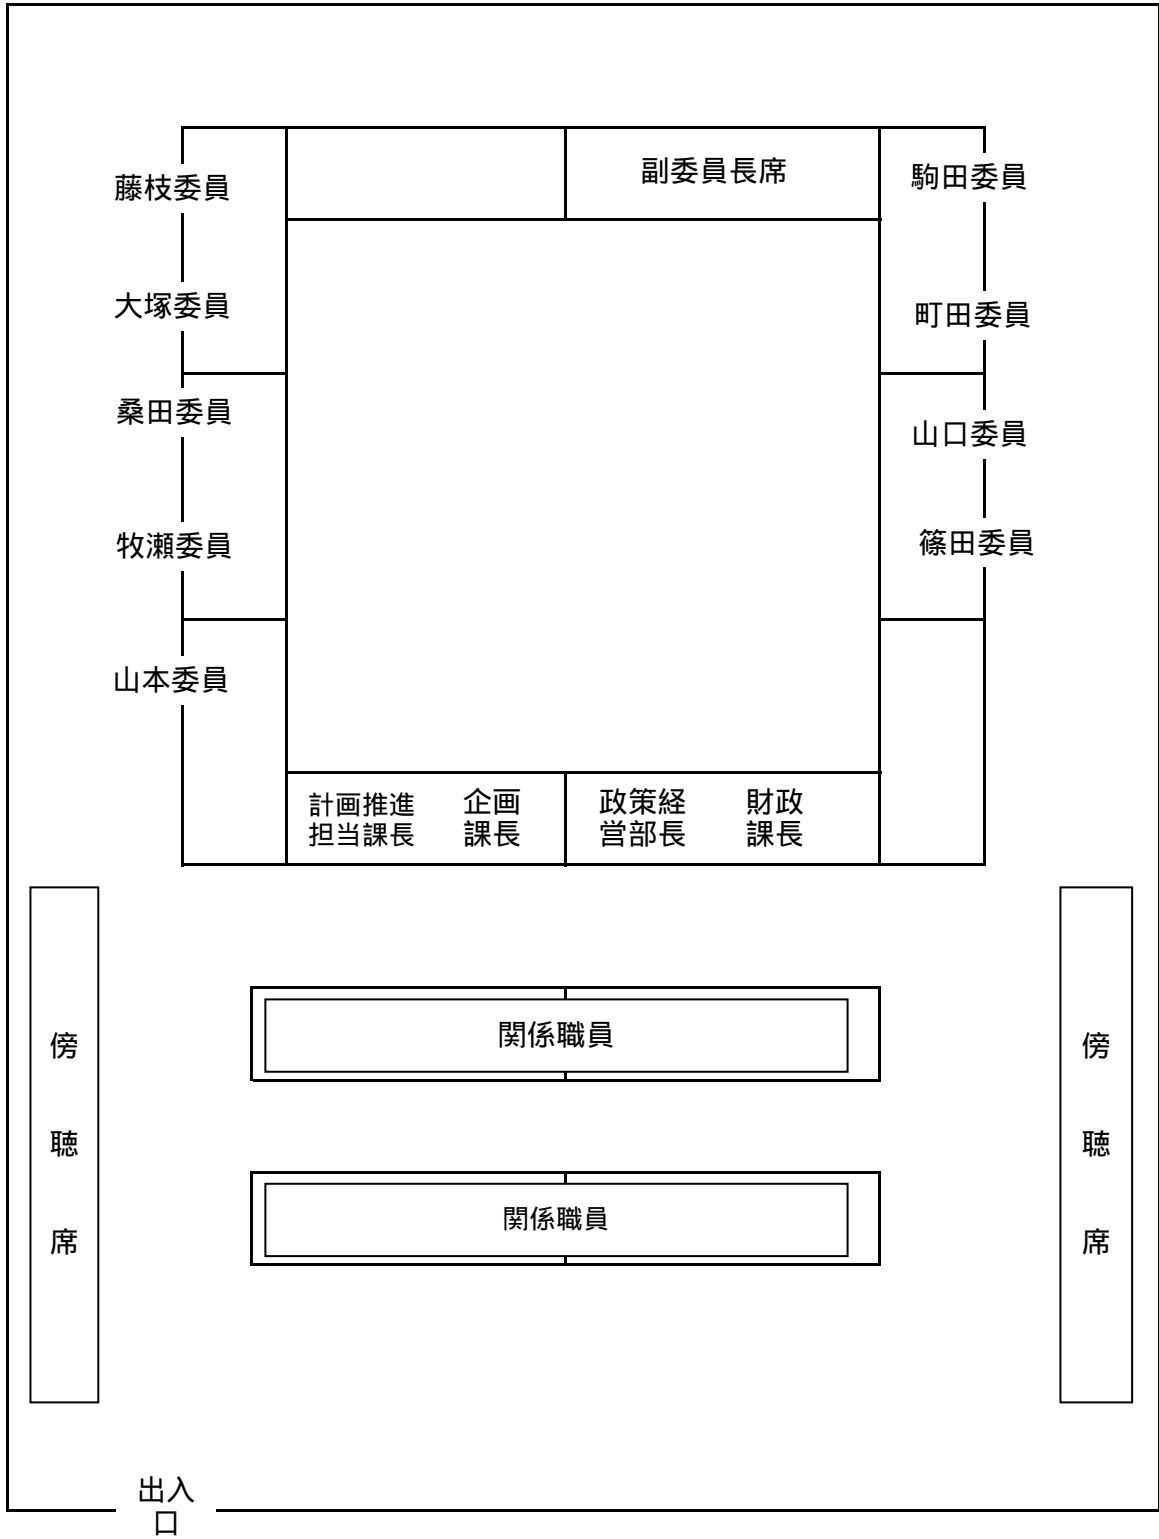 副委員長席
藤枝委員
駒田委員
大塚委員
町田委員
桑田委員
山口委員
牧瀬委員
篠田委員
山本委員
計画推進
担当課長
企画
課長
政策経
営部長
財政
課長
関係職員
関係職員
傍
聴
席
傍
聴
席
出入
口